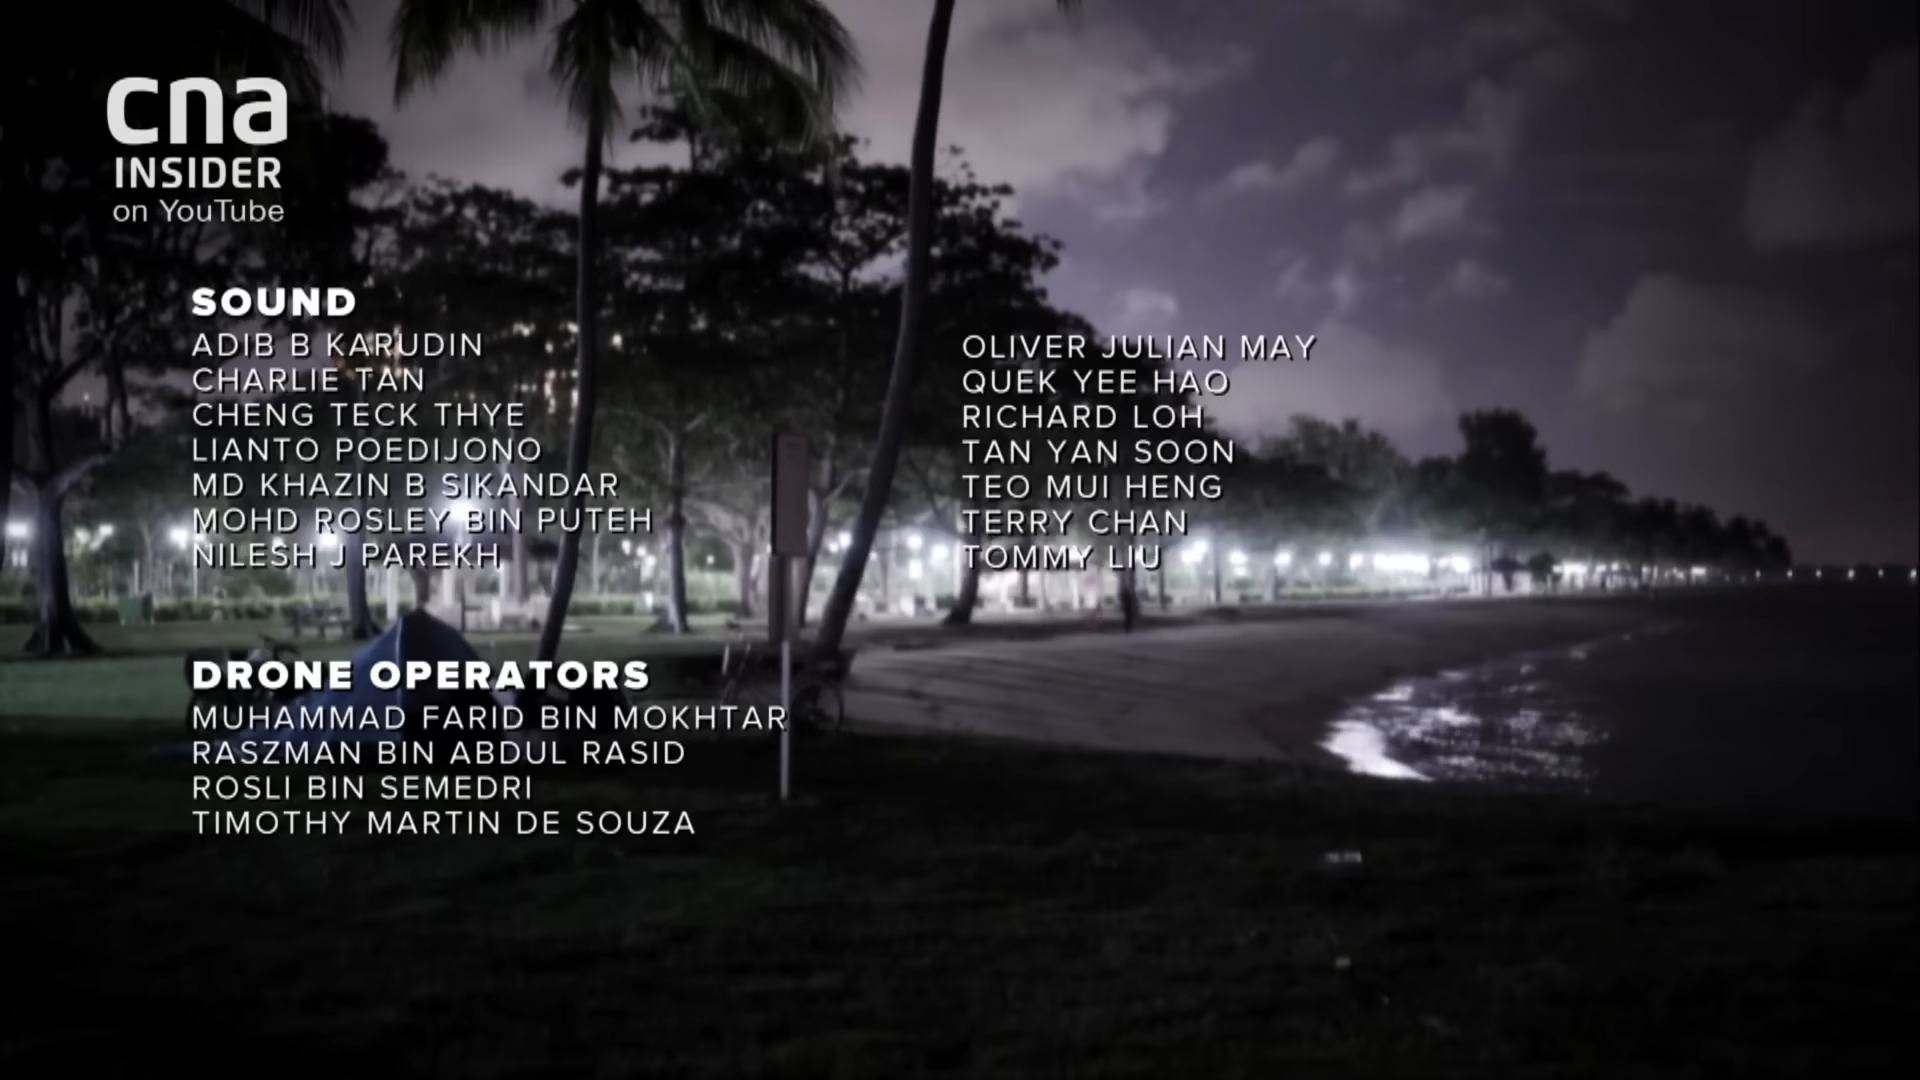 cna
INSIDER
on YouTube
SOUND
ADIB B KARUDIN
CHARLIE TAN
CHENG TECK THYE
LIANTO POEDIJONO
MD KHAZIN B SIKANDAR
MOHD ROSLEY BIN PUTEH
NILESH J PAREKH
OLIVER JULIAN MAY
QUEK YEE HAO
RICHARD LOH
TAN YAN SOON
TEO MUI HENG
TERRY CHAN
TOMMY LIU
DRONE OPERATORS
MUHAMMAD FARID BIN MOKHTAR
RASZMAN BIN ABDUL RASID
ROSLI BIN SEMEDRI
TIMOTHY MARTIN DE SOUZA